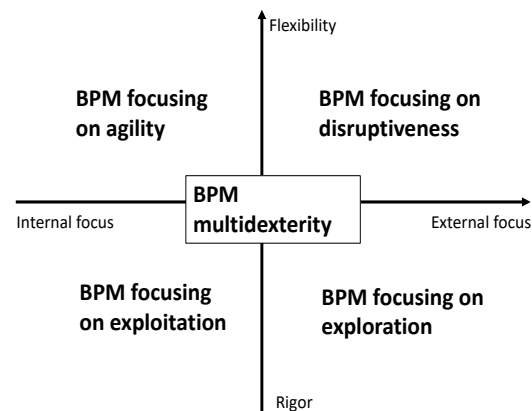 Flexibility
BPM focusing
on agility
BPM focusing on
disruptiveness
BPM
multidexterity
Internal focus
External focus
BPM focusing
on exploitation
BPM focusing on
exploration
Rigor